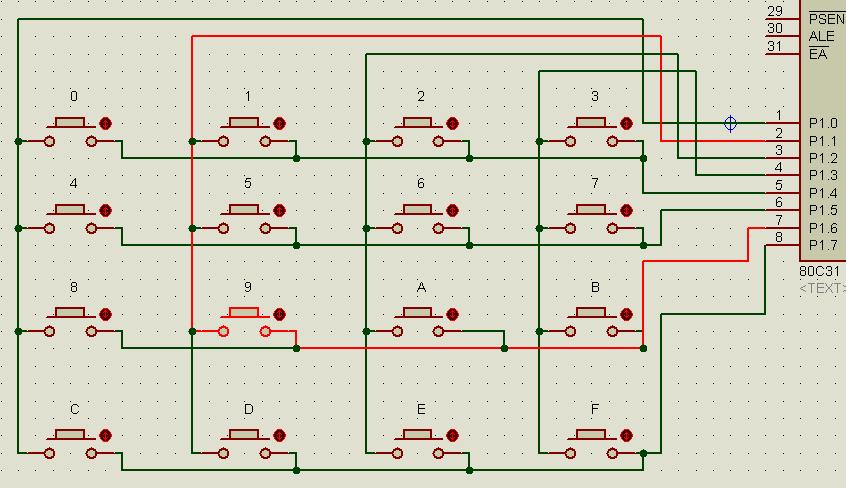 29 PSEN
30 ALE
31 EA
0 1 2 3
1 P1.0
2 P1.1
3 P1.2
4 P1.3
5 P1.4
4 5 6 7
6 P1.5
7 P1.6
8 P1.7
80C31
<TEXT>
8 9 A B
C D E F